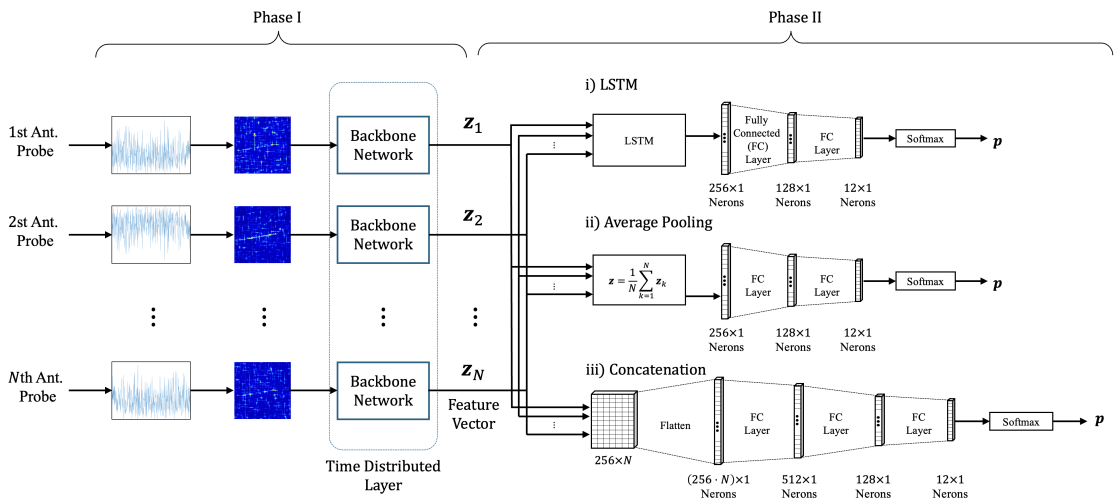 Phase I
Phase II
1st Ant.
Probe
Backbone
Network
𝒛1
2st Ant.
Probe
Backbone
Network
𝒛2
⋮
Nth Ant.
Probe
Backbone
Network
𝒛N
Feature
Vector
Time Distributed
Layer
i) LSTM
LSTM
Fully
Connected
(FC)
Layer
FC
Layer
Softmax
𝒑
256×1
Nerons
128×1
Nerons
12×1
Nerons
ii) Average Pooling
𝒛 = 1/N ∑_{k=1}^{N} 𝒛k
FC
Layer
FC
Layer
Softmax
𝒑
256×1
Nerons
128×1
Nerons
12×1
Nerons
iii) Concatenation
256×N
Flatten
FC
Layer
FC
Layer
FC
Layer
Softmax
𝒑
(256 · N)×1
Nerons
512×1
Nerons
128×1
Nerons
12×1
Nerons